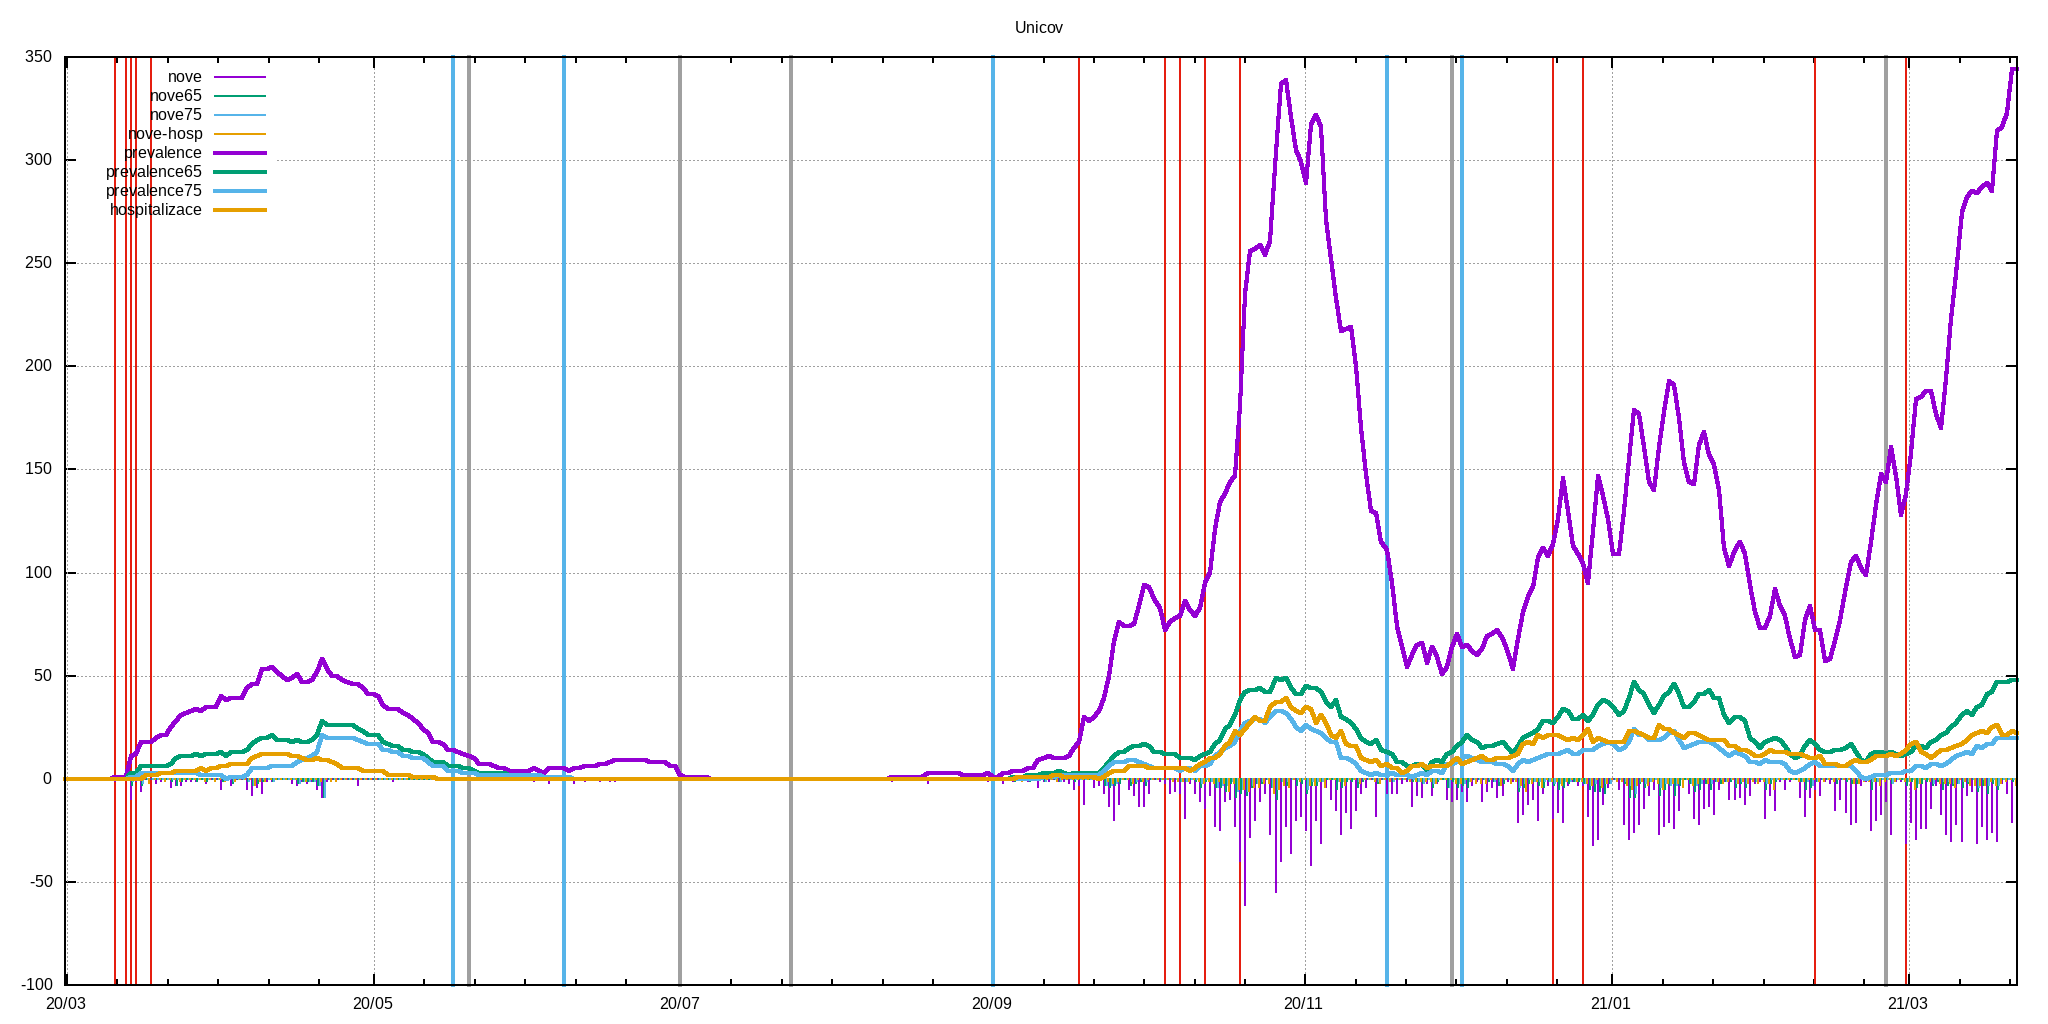 Unicov
350
300
250
200
150
100
50
0
-50
-100
nove
nove65
nove75
nove-hosp
prevalence
prevalence65
prevalence75
hospitalizace
20/03 20/05 20/07 20/09 20/11 21/01 21/03